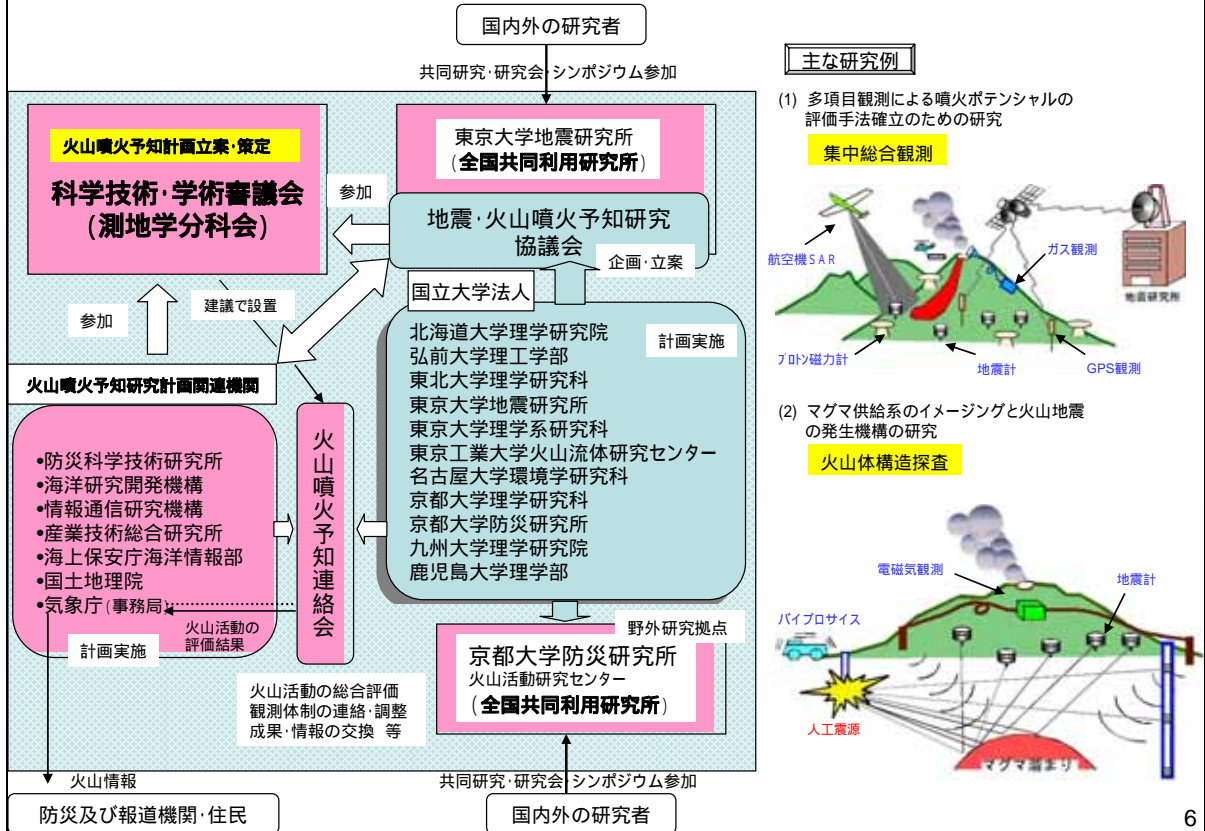 国内外の研究者
共同研究・研究会・シンポジウム参加
火山噴火予知計画立案・策定
科学技術・学術審議会
(測地学分科会)
参加
東京大学地震研究所
(全国共同利用研究所)
地震・火山噴火予知研究
協議会
企画・立案
国立大学法人
計画実施
北海道大学理学研究院
弘前大学理工学部
東北大学理学研究科
東京大学地震研究所
東京大学理学系研究科
東京工業大学火山流体研究センター
名古屋大学環境学研究科
京都大学理学研究科
京都大学防災研究所
九州大学理学研究院
鹿児島大学理学部
参加
建議で設置
火山噴火予知研究計画関連機関
•防災科学技術研究所
•海洋研究開発機構
•情報通信研究機構
•産業技術総合研究所
•海上保安庁海洋情報部
•国土地理院
•気象庁(事務局)
火山活動の
評価結果
計画実施
火山噴火予知連絡会
火山活動の総合評価
観測体制の連絡・調整
成果・情報の交換 等
野外研究拠点
京都大学防災研究所
火山活動研究センター
(全国共同利用研究所)
火山情報
防災及び報道機関・住民
共同研究・研究会・シンポジウム参加
国内外の研究者
主な研究例
(1) 多項目観測による噴火ポテンシャルの
評価手法確立のための研究
集中総合観測
航空機SAR
ガス観測
地震研究所
プロトン磁力計
地震計
GPS観測
(2) マグマ供給系のイメージングと火山地震
の発生機構の研究
火山体構造探査
電磁気観測
地震計
バイブロサイス
人工震源
マグマ溜まり
6